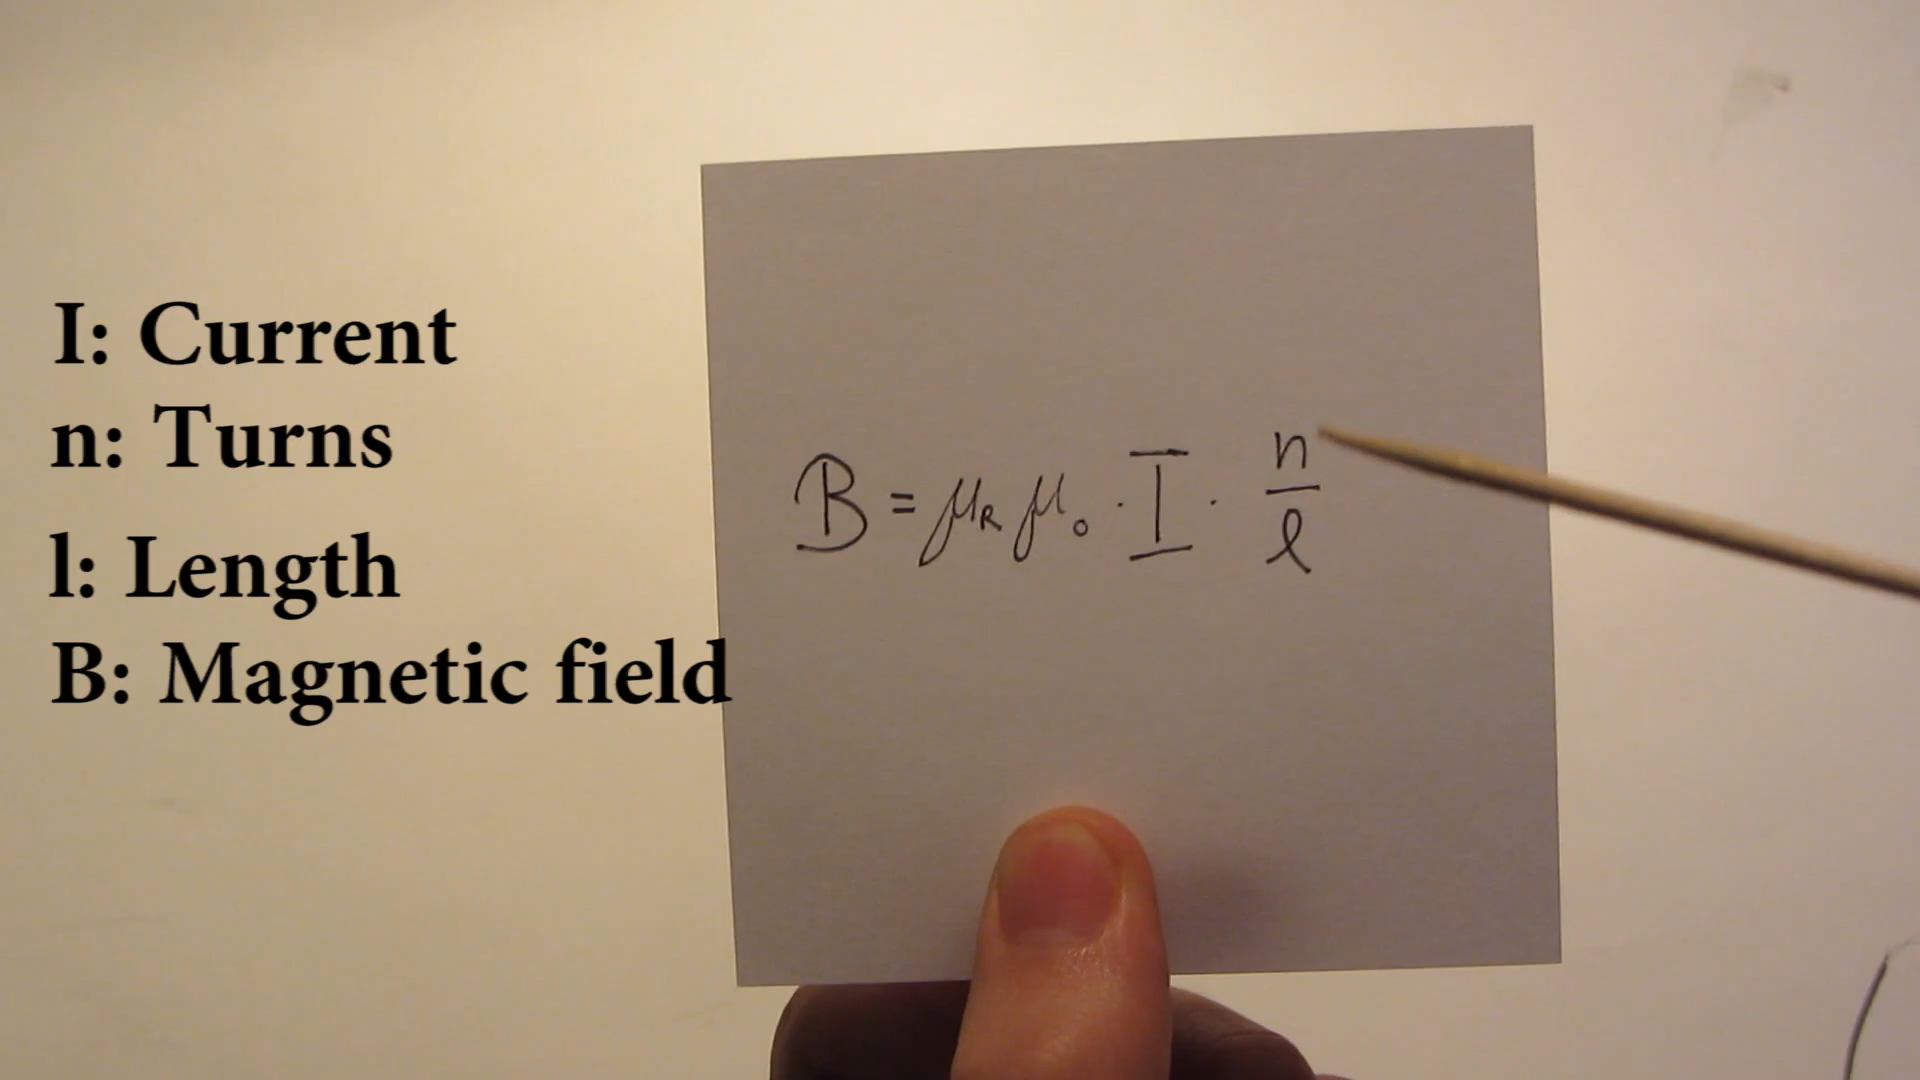 I: Current
n: Turns
l: Length
B: Magnetic field
B = μR μ0 · I · n/l